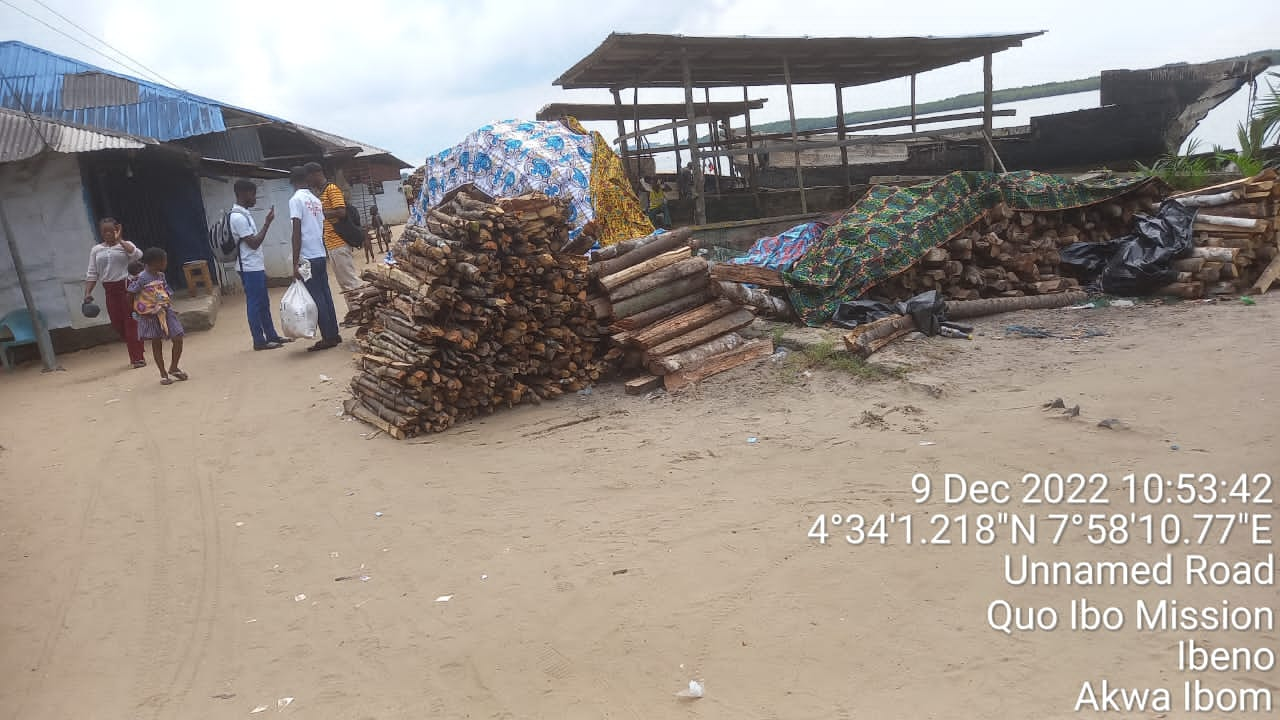 9 Dec 2022 10:53:42
4°34'1.218"N 7°58'10.77"E
Unnamed Road
Quo Ibo Mission
Ibeno
Akwa Ibom